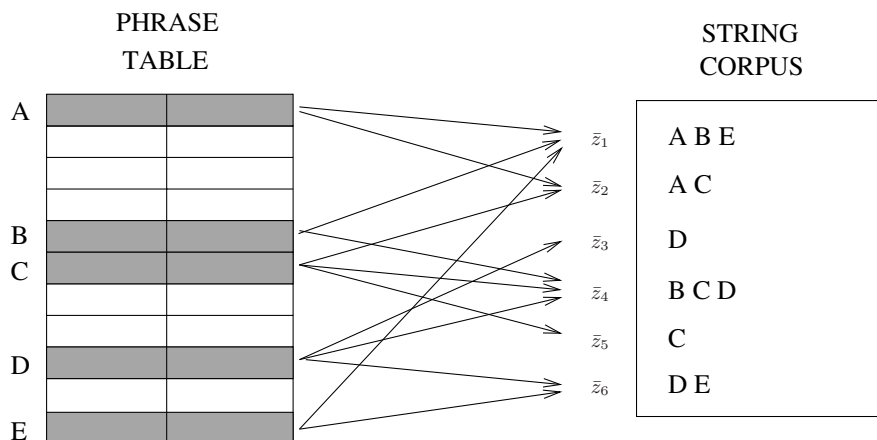 PHRASE
TABLE
STRING
CORPUS
A
B
C
D
E
z̄₁ A B E
z̄₂ A C
z̄₃ D
z̄₄ B C D
z̄₅ C
z̄₆ D E